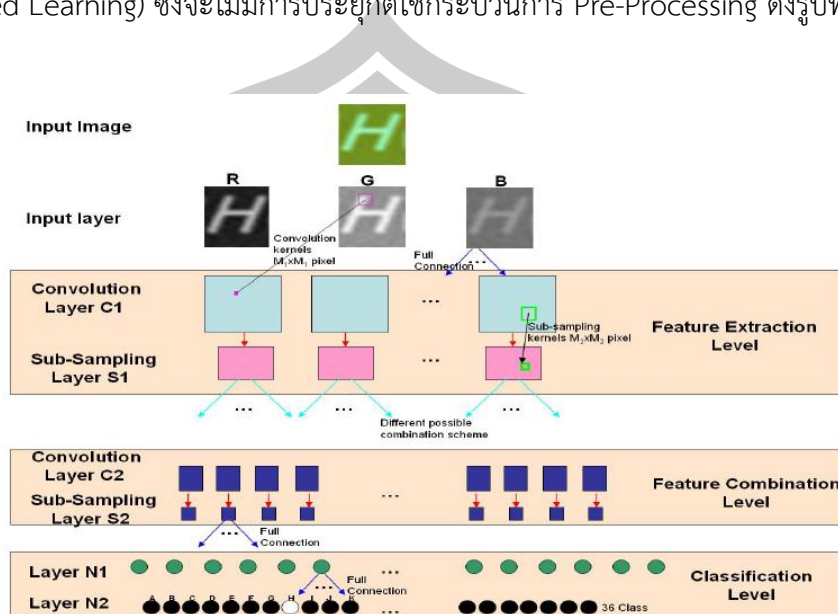 ed Learning) ซึ่งจะไม่มีการประยุกต์ใช้กระบวนการ Pre-Processing ดังรูป
Input Image
R G B
Input layer
Convolution
kernels
M₁xM₁ pixel
Full
Connection
...
Convolution
Layer C1
...
Sub-sampling
kernels M₂xM₂ pixel
Feature Extraction
Level
Sub-Sampling
Layer S1
...
... ... ...
Different possible
combination scheme
Convolution
Layer C2
Sub-Sampling
Layer S2
...
Feature Combination
Level
...
Full
Connection
Layer N1
...
...
Full
Connection
Classification
Level
A B C D E F G H I J K
Layer N2
...
36 Class